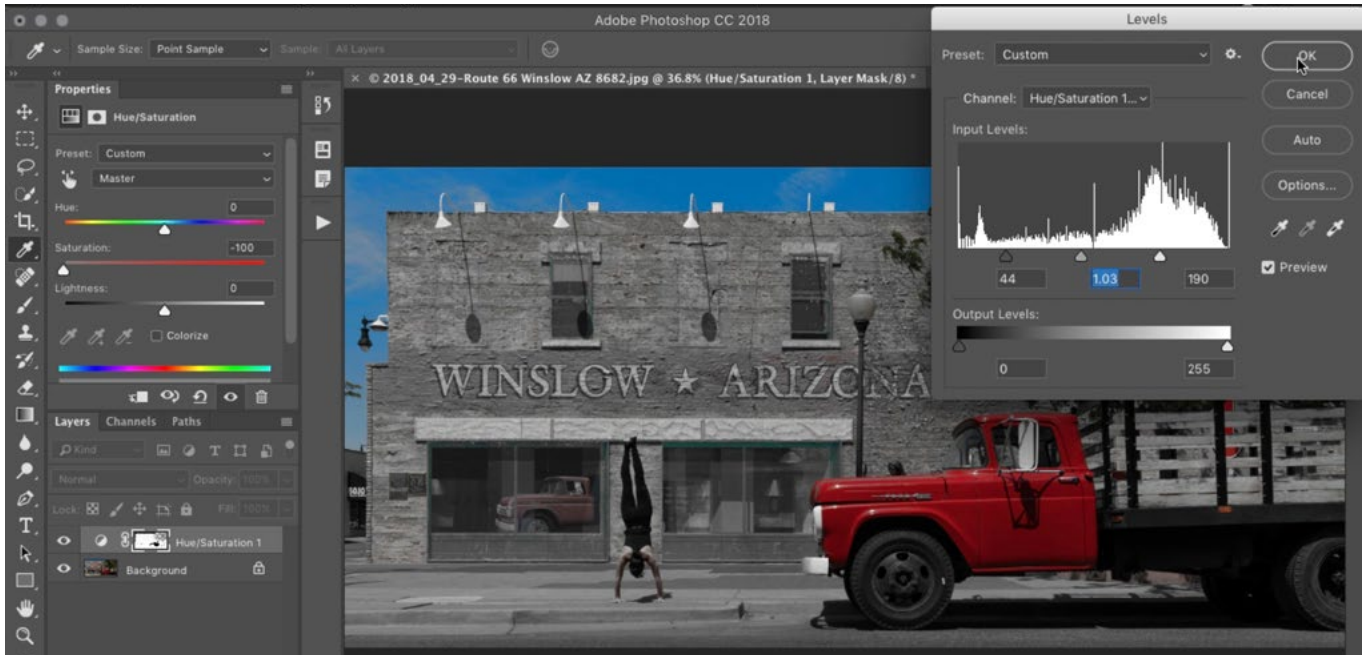 Adobe Photoshop CC 2018
Levels
Sample Size: Point Sample
Sample: All Layers
Preset: Custom
OK
© 2018_04_29-Route 66 Winslow AZ 8682.jpg @ 36.8% (Hue/Saturation 1, Layer Mask/8) *
Properties
Hue/Saturation
Channel: Hue/Saturation 1...
Cancel
Input Levels:
Auto
Preset: Custom
Master
Options...
Hue: 0
Saturation: -100
Lightness: 0
44 1.03 190
Preview
Colorize
Output Levels:
0 255
WINSLOW ★ ARIZONA
Layers Channels Paths
Kind
Normal Opacity: 100%
Lock: Fill: 100%
Hue/Saturation 1
Background